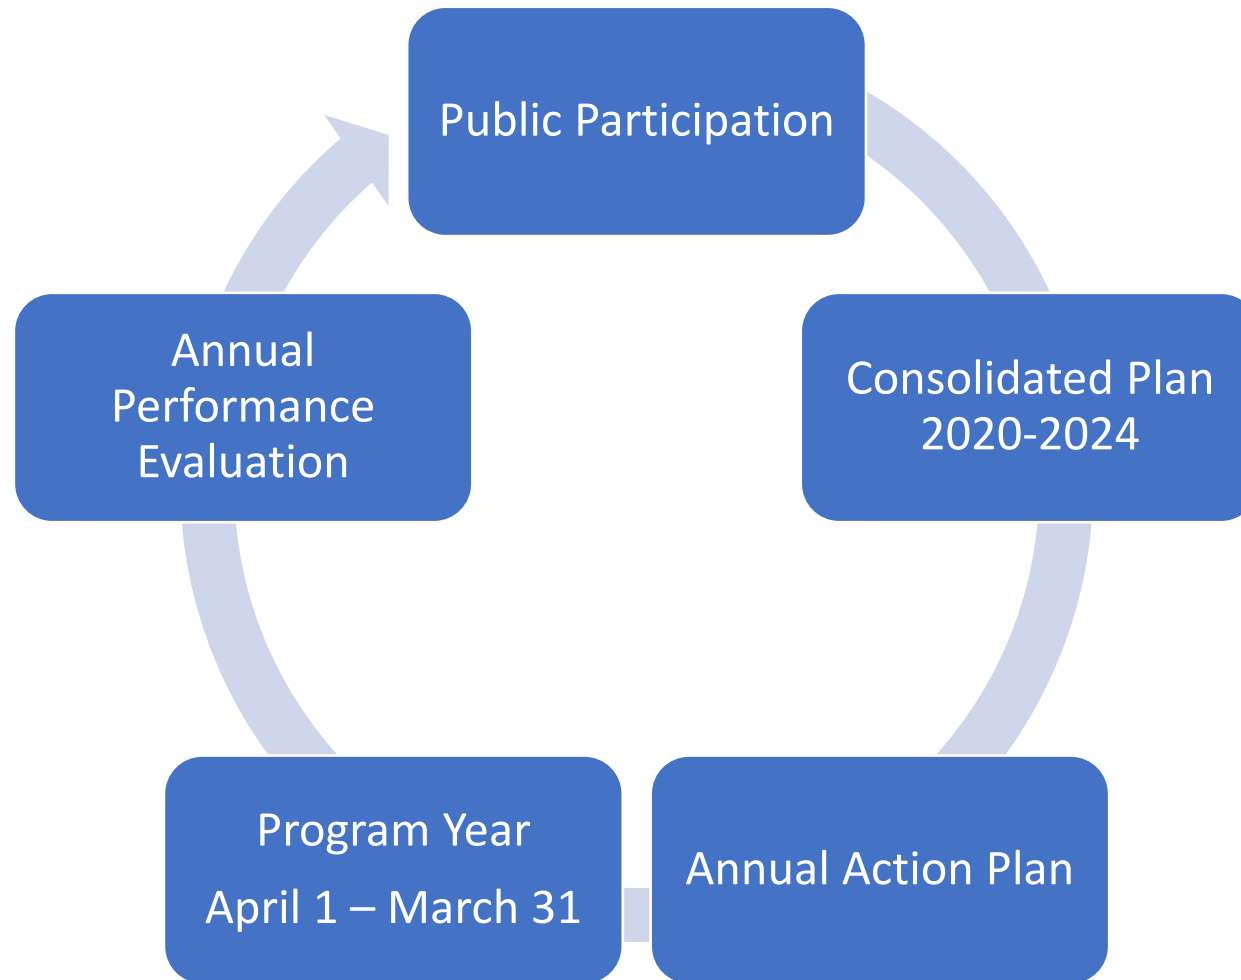 Public Participation
Consolidated Plan
2020-2024
Annual Action Plan
Program Year
April 1 – March 31
Annual
Performance
Evaluation